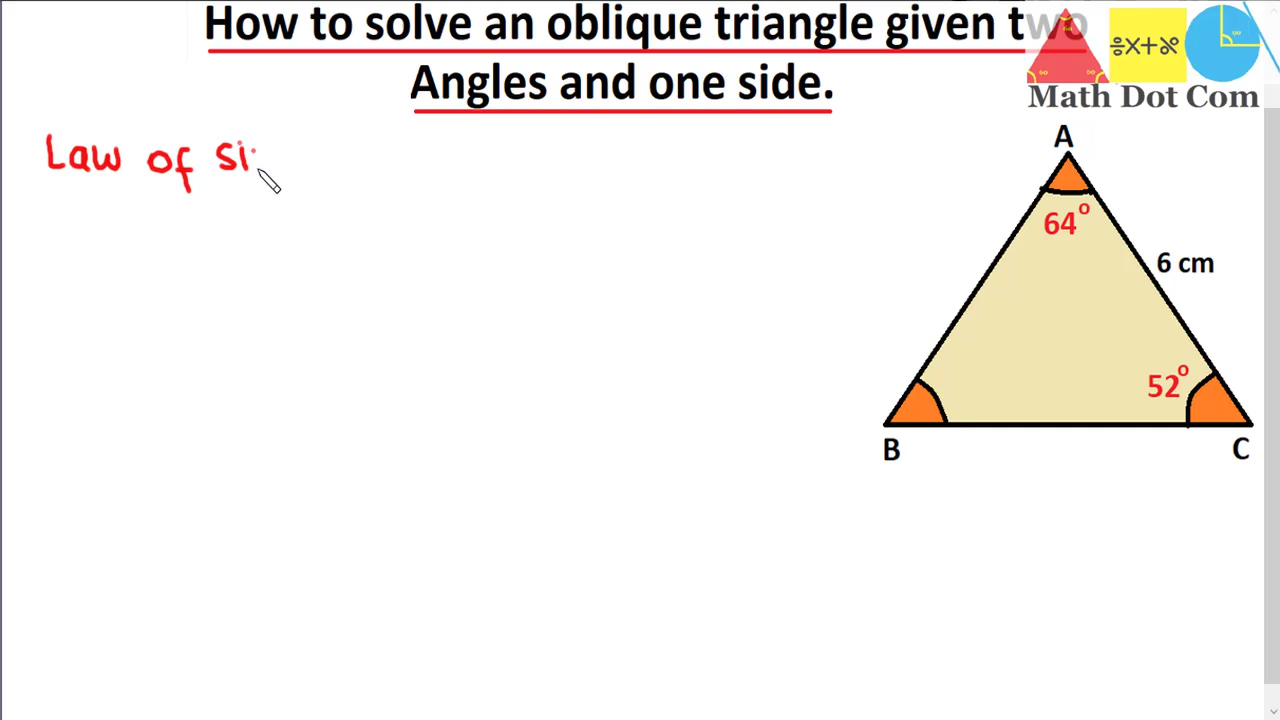 How to solve an oblique triangle given two
Angles and one side.
÷x+
Math Dot Com
Law of si
A
64°
6 cm
52°
B
C